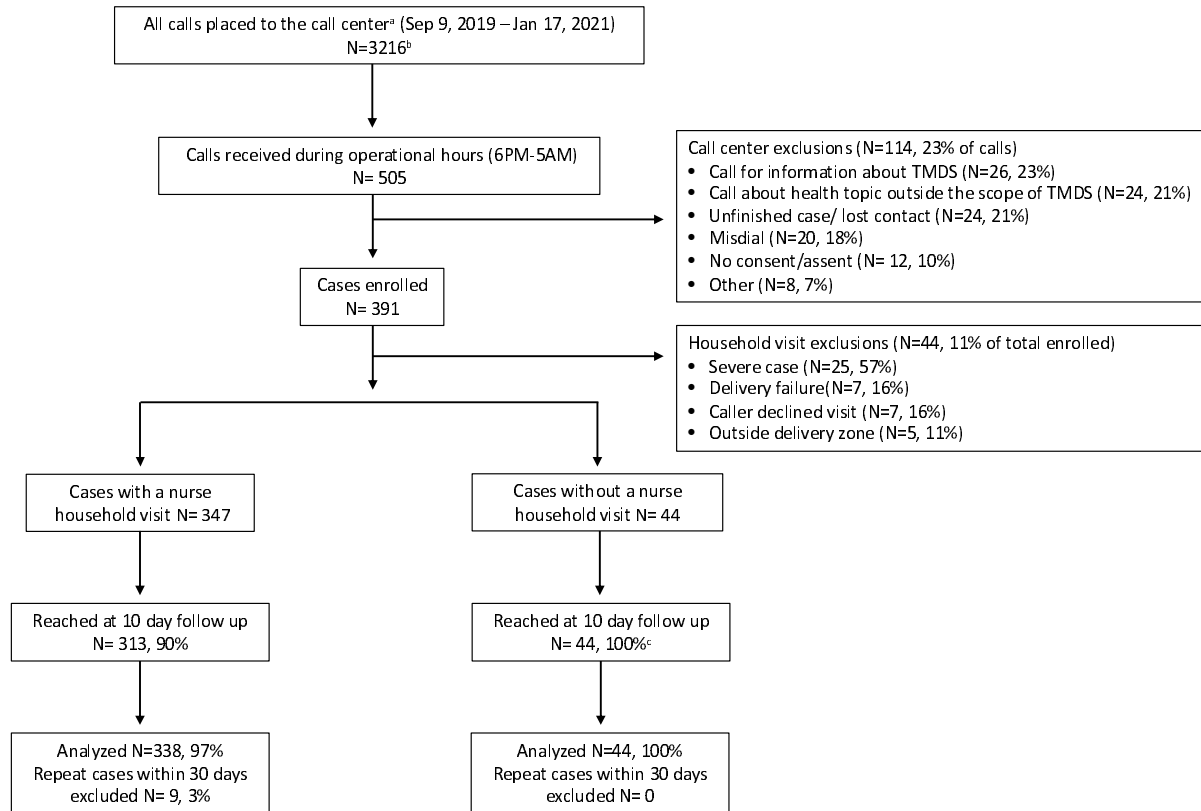 All calls placed to the call centerᵃ (Sep 9, 2019 – Jan 17, 2021)
N=3216ᵇ
Calls received during operational hours (6PM-5AM)
N= 505
Call center exclusions (N=114, 23% of calls)
• Call for information about TMDS (N=26, 23%)
• Call about health topic outside the scope of TMDS (N=24, 21%)
• Unfinished case/ lost contact (N=24, 21%)
• Misdial (N=20, 18%)
• No consent/assent (N= 12, 10%)
• Other (N=8, 7%)
Cases enrolled
N= 391
Household visit exclusions (N=44, 11% of total enrolled)
• Severe case (N=25, 57%)
• Delivery failure(N=7, 16%)
• Caller declined visit (N=7, 16%)
• Outside delivery zone (N=5, 11%)
Cases with a nurse
household visit N= 347
Cases without a nurse
household visit N= 44
Reached at 10 day follow up
N= 313, 90%
Reached at 10 day follow up
N= 44, 100%ᶜ
Analyzed N=338, 97%
Repeat cases within 30 days
excluded N= 9, 3%
Analyzed N=44, 100%
Repeat cases within 30 days
excluded N= 0